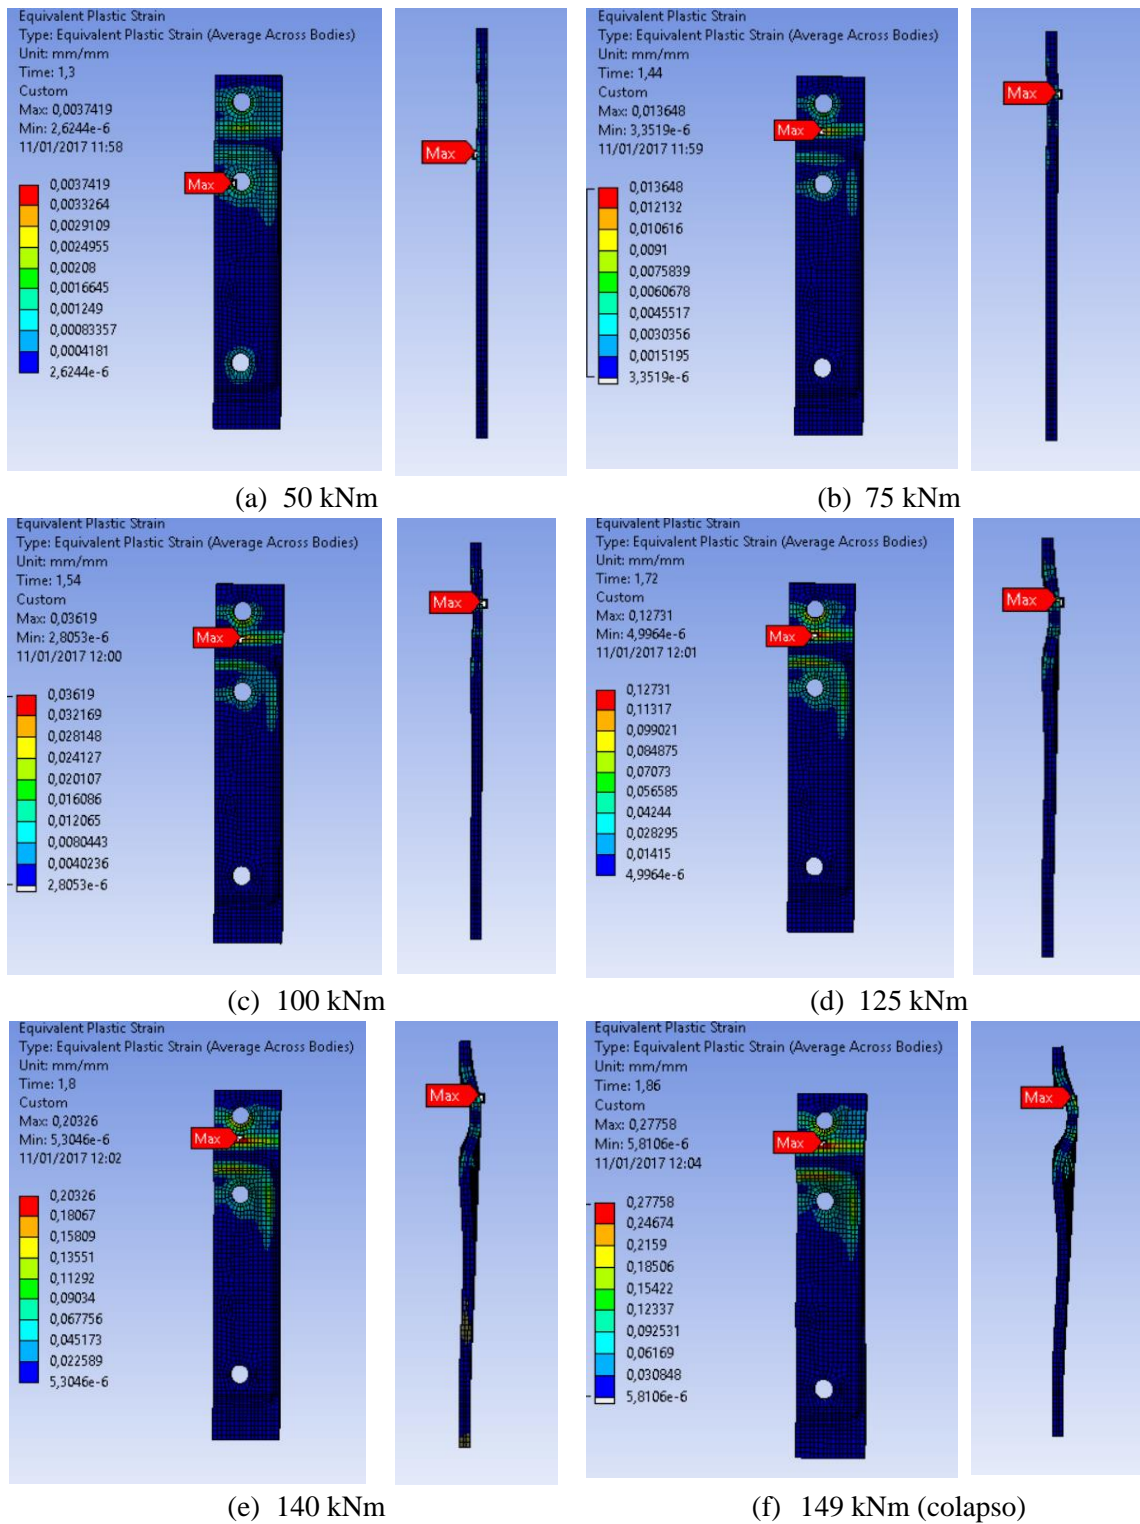 Equivalent Plastic Strain
Type: Equivalent Plastic Strain (Average Across Bodies)
Unit: mm/mm
Time: 1,3
Custom
Max: 0,0037419
Min: 2,6244e-6
11/01/2017 11:58
0,0037419
0,0033264
0,0029109
0,0024955
0,00208
0,0016645
0,001249
0,00083357
0,0004181
2,6244e-6
Max
Max
(a) 50 kNm
Equivalent Plastic Strain
Type: Equivalent Plastic Strain (Average Across Bodies)
Unit: mm/mm
Time: 1,44
Custom
Max: 0,013648
Min: 3,3519e-6
11/01/2017 11:59
0,013648
0,012132
0,010616
0,0091
0,0075839
0,0060678
0,0045517
0,0030356
0,0015195
3,3519e-6
Max
Max
(b) 75 kNm
Equivalent Plastic Strain
Type: Equivalent Plastic Strain (Average Across Bodies)
Unit: mm/mm
Time: 1,54
Custom
Max: 0,03619
Min: 2,8053e-6
11/01/2017 12:00
0,03619
0,032169
0,028148
0,024127
0,020107
0,016086
0,012065
0,0080443
0,0040236
2,8053e-6
Max
Max
(c) 100 kNm
Equivalent Plastic Strain
Type: Equivalent Plastic Strain (Average Across Bodies)
Unit: mm/mm
Time: 1,72
Custom
Max: 0,12731
Min: 4,9964e-6
11/01/2017 12:01
0,12731
0,11317
0,099021
0,084875
0,07073
0,056585
0,04244
0,028295
0,01415
4,9964e-6
Max
Max
(d) 125 kNm
Equivalent Plastic Strain
Type: Equivalent Plastic Strain (Average Across Bodies)
Unit: mm/mm
Time: 1,8
Custom
Max: 0,20326
Min: 5,3046e-6
11/01/2017 12:02
0,20326
0,18067
0,15809
0,13551
0,11292
0,09034
0,067756
0,045173
0,022589
5,3046e-6
Max
Max
(e) 140 kNm
Equivalent Plastic Strain
Type: Equivalent Plastic Strain (Average Across Bodies)
Unit: mm/mm
Time: 1,86
Custom
Max: 0,27758
Min: 5,8106e-6
11/01/2017 12:04
0,27758
0,24674
0,2159
0,18506
0,15422
0,12337
0,092531
0,06169
0,030848
5,8106e-6
Max
Max
(f) 149 kNm (colapso)